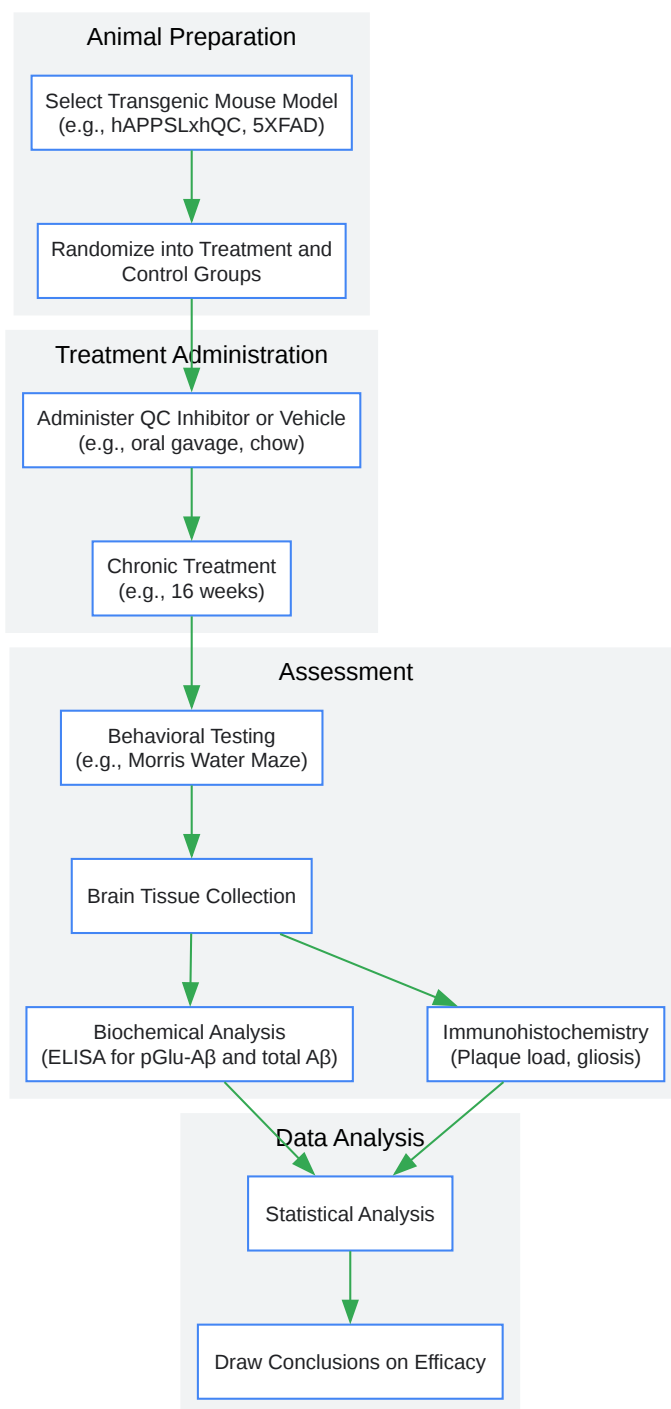 Animal Preparation
Select Transgenic Mouse Model
(e.g., hAPPSLxhQC, 5XFAD)
Randomize into Treatment and
Control Groups
Treatment Administration
Administer QC Inhibitor or Vehicle
(e.g., oral gavage, chow)
Chronic Treatment
(e.g., 16 weeks)
Assessment
Behavioral Testing
(e.g., Morris Water Maze)
Brain Tissue Collection
Biochemical Analysis
(ELISA for pGlu-Aβ and total Aβ)
Immunohistochemistry
(Plaque load, gliosis)
Data Analysis
Statistical Analysis
Draw Conclusions on Efficacy